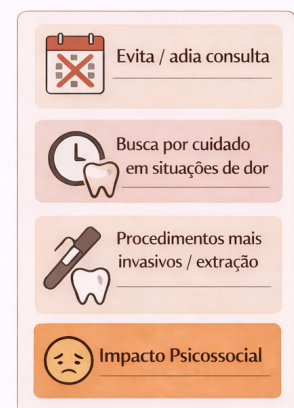 Evita / adia consulta
Busca por cuidado
em situações de dor
Procedimentos mais
invasivos / extração
Impacto Psicossocial